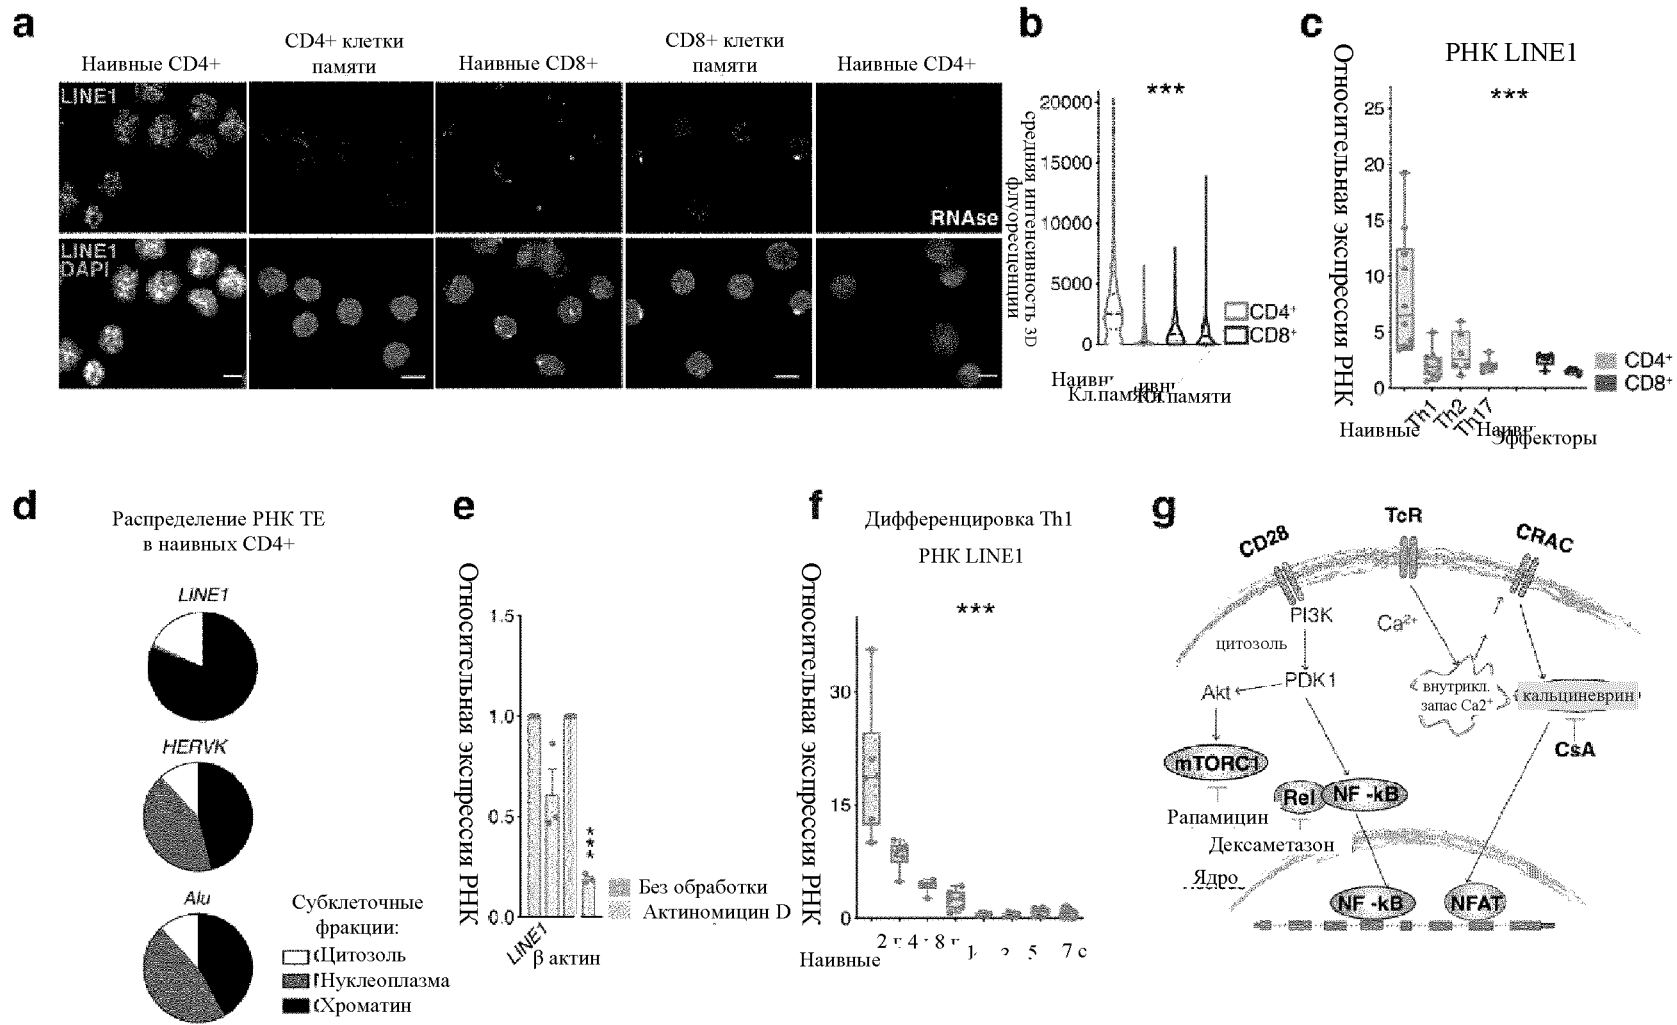 a
Наивные CD4+
CD4+ клетки
памяти
Наивные CD8+
CD8+ клетки
памяти
Наивные CD4+
LINE1
RNAse
LINE1
DAPI
b
***
средняя интенсивность 3D
флуоресценции
20000
15000
10000
5000
0
CD4+
CD8+
Кл.памяти
Кл.памяти
c
РНК LINE1
***
Относительная экспрессия РНК
25
20
15
10
5
0
CD4+
CD8+
Наивные
Th1
Th2
Th17
Эффекторы
d
Распределение РНК TE
в наивных CD4+
LINE1
HERVK
Alu
Субклеточные
фракции:
Цитозоль
Нуклеоплазма
Хроматин
e
Относительная экспрессия РНК
1.5
1.0
0.5
0.0
***
LINE1
β актин
Без обработки
Актиномицин D
f
Дифференцировка Th1
РНК LINE1
***
Относительная экспрессия РНК
30
15
0
Наивные
2
4
8
5
7 с
g
CD28
TcR
CRAC
PI3K
Ca2+
цитозоль
PDK1
Akt
внутрикл.
запас Ca2+
кальциневрин
CsA
mTORC1
Rel
NF -kB
Рапамицин
Дексаметазон
Ядро
NF -kB
NFAT